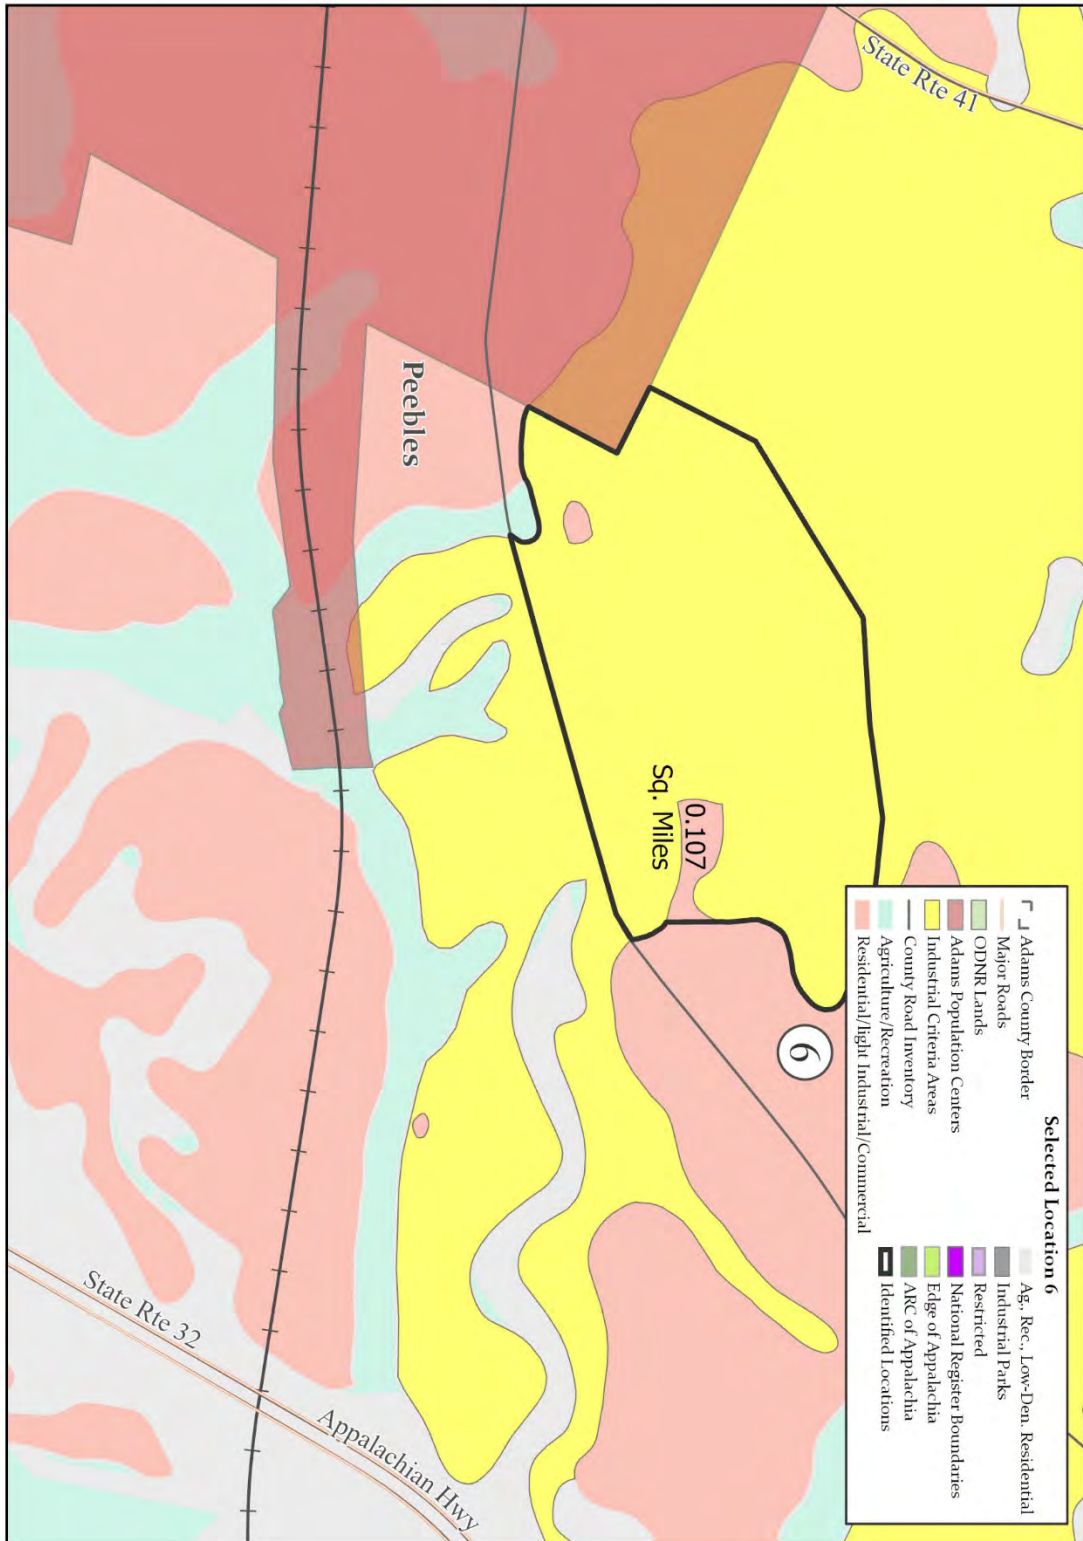 State Rte 41
Peebles
0.107
Sq. Miles
6
State Rte 32
Appalachian Hwy
Selected Location 6
Adams County Border
Major Roads
ODNR Lands
Adams Population Centers
Industrial Criteria Areas
County Road Inventory
Agriculture/Recreation
Residential/light Industrial/Commercial
Ag., Rec., Low-Den. Residential
Industrial Parks
Restricted
National Register Boundaries
Edge of Appalachia
ARC of Appalachia
Identified Locations